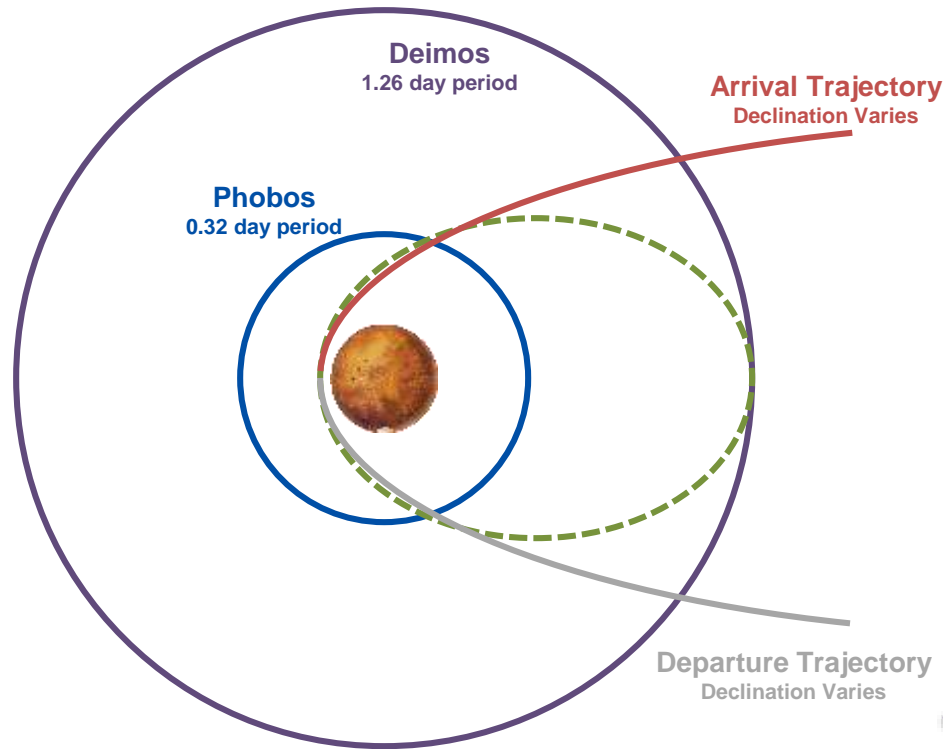 Deimos
1.26 day period
Arrival Trajectory
Declination Varies
Phobos
0.32 day period
Departure Trajectory
Declination Varies